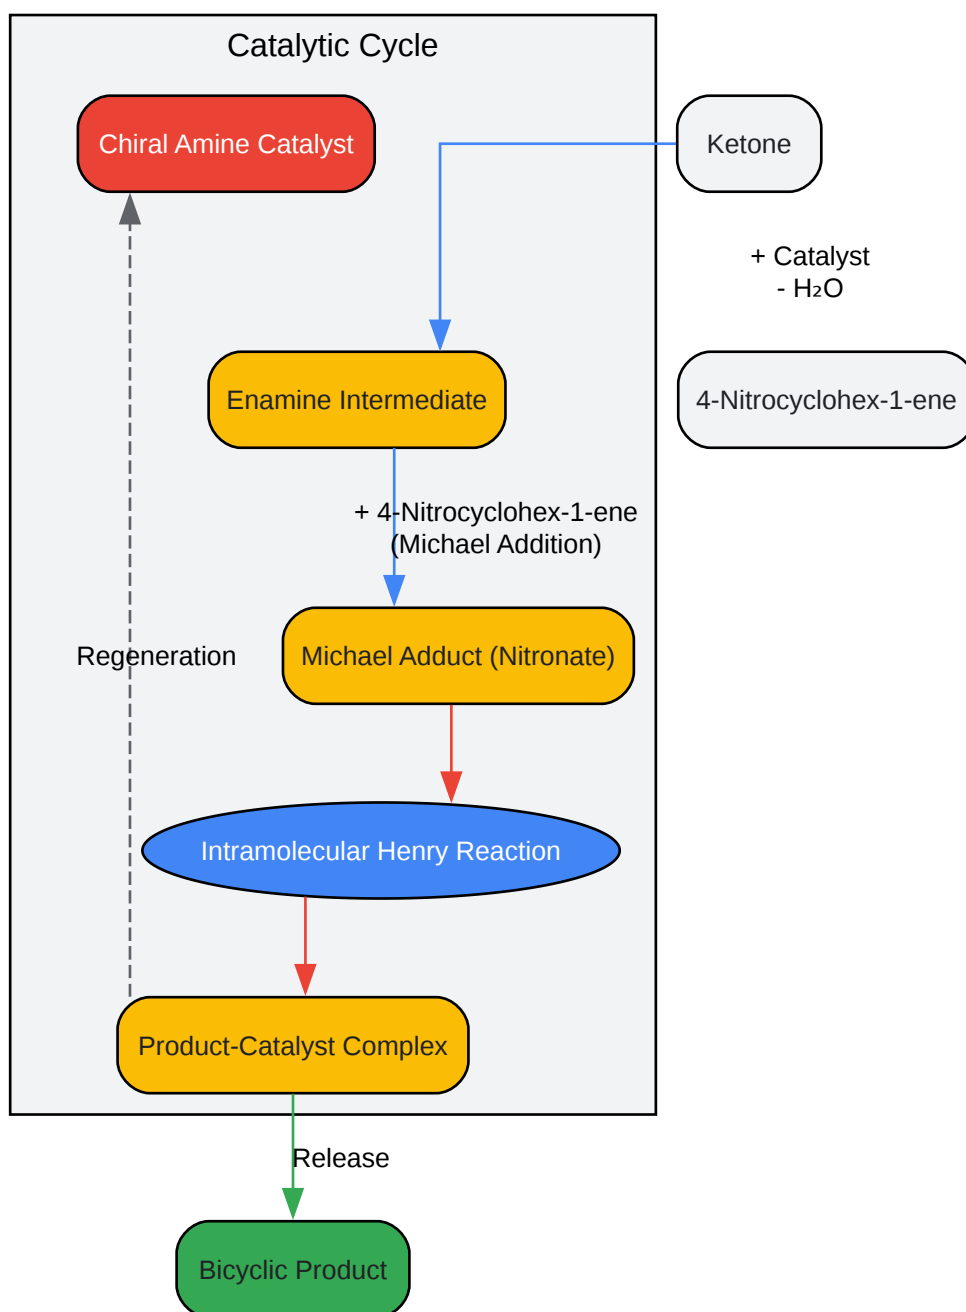 Catalytic Cycle
Chiral Amine Catalyst
Ketone
+ Catalyst
- H₂O
Enamine Intermediate
4-Nitrocyclohex-1-ene
+ 4-Nitrocyclohex-1-ene
(Michael Addition)
Regeneration
Michael Adduct (Nitronate)
Intramolecular Henry Reaction
Product-Catalyst Complex
Release
Bicyclic Product